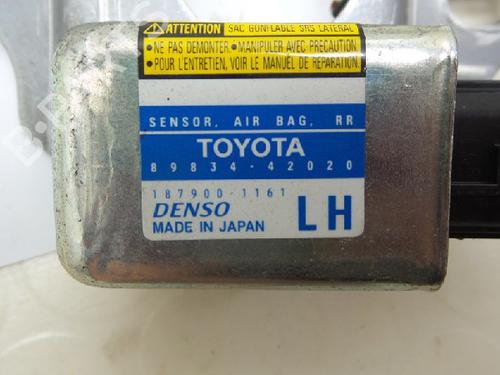 ATTENTION SAC GONFLABLE SRS LATERAL
•NE PAS DEMONTER. •MANIPULER AVEC PRECAUTION
•POUR L'ENTRETIEN, VOIR LE MANUEL DE REPARATION.
SENSOR, AIR BAG, RR
TOYOTA
89834-42020
187900-1161
DENSO
MADE IN JAPAN
LH